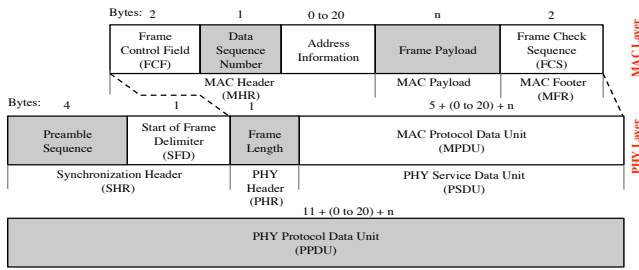 Bytes: 2 1 0 to 20 n 2
Frame Control Field (FCF)
Data Sequence Number
Address Information
Frame Payload
Frame Check Sequence (FCS)
MAC Layer
MAC Header (MHR)
MAC Payload
MAC Footer (MFR)
Bytes: 4 1 1 5 + (0 to 20) + n
Preamble Sequence
Start of Frame Delimiter (SFD)
Frame Length
MAC Protocol Data Unit (MPDU)
PHY Layer
Synchronization Header (SHR)
PHY Header (PHR)
PHY Service Data Unit (PSDU)
11 + (0 to 20) + n
PHY Protocol Data Unit (PPDU)